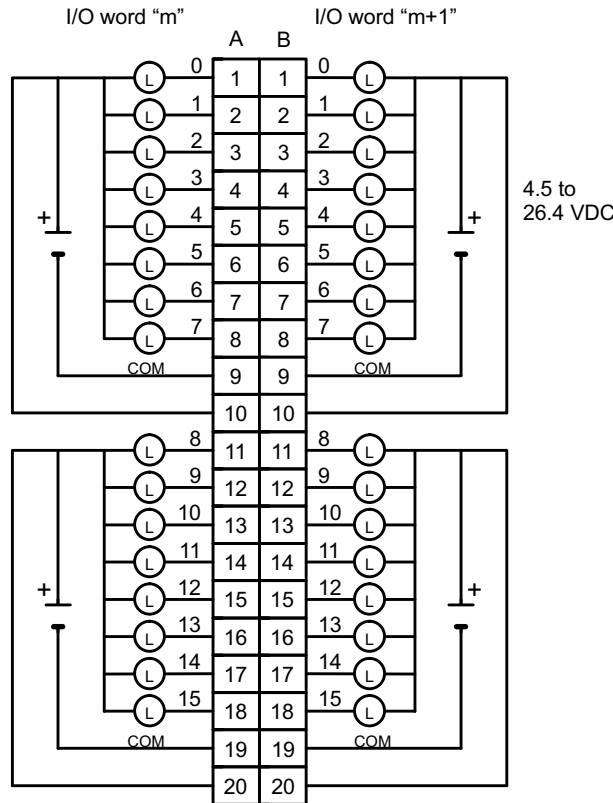 I/O word “m” I/O word “m+1”
A B
0 1 1 0
L L
1 2 2 1
L L
2 3 3 2
L L
3 4 4 3
L L
4.5 to
26.4 VDC
4 5 5 4
+ L L +
5 6 6 5
L L
6 7 7 6
L L
7 8 8 7
L L
COM 9 9 COM
10 10
8 11 11 8
L L
9 12 12 9
L L
10 13 13 10
L L
11 14 14 11
L L
12 15 15 12
+ L L +
13 16 16 13
L L
14 17 17 14
L L
15 18 18 15
L L
COM 19 19 COM
20 20